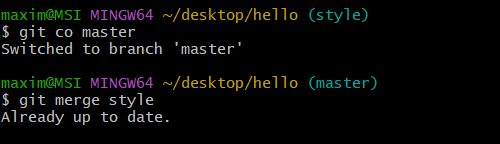 maxim@MSI MINGW64 ~/desktop/hello (style)
$ git co master
Switched to branch 'master'
maxim@MSI MINGW64 ~/desktop/hello (master)
$ git merge style
Already up to date.